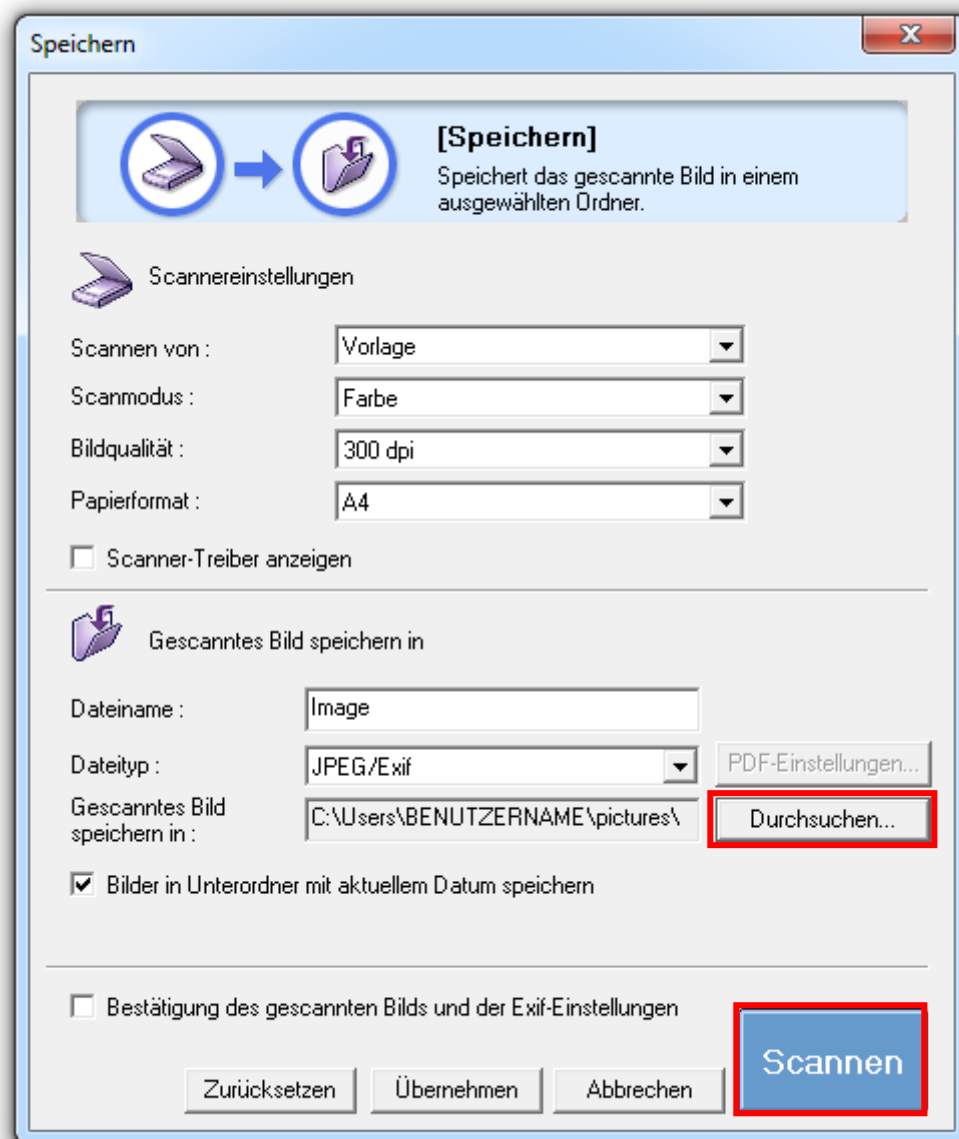 Speichern
[Speichern]
Speichert das gescannte Bild in einem
ausgewählten Ordner.
Scannereinstellungen
Scannen von : Vorlage
Scanmodus : Farbe
Bildqualität : 300 dpi
Papierformat : A4
Scanner-Treiber anzeigen
Gescanntes Bild speichern in
Dateiname : Image
Dateityp : JPEG/Exif PDF-Einstellungen...
Gescanntes Bild
speichern in : C:\Users\BENUTZERNAME\pictures\ Durchsuchen...
Bilder in Unterordner mit aktuellem Datum speichern
Bestätigung des gescannten Bilds und der Exif-Einstellungen
Scannen
Zurücksetzen Übernehmen Abbrechen